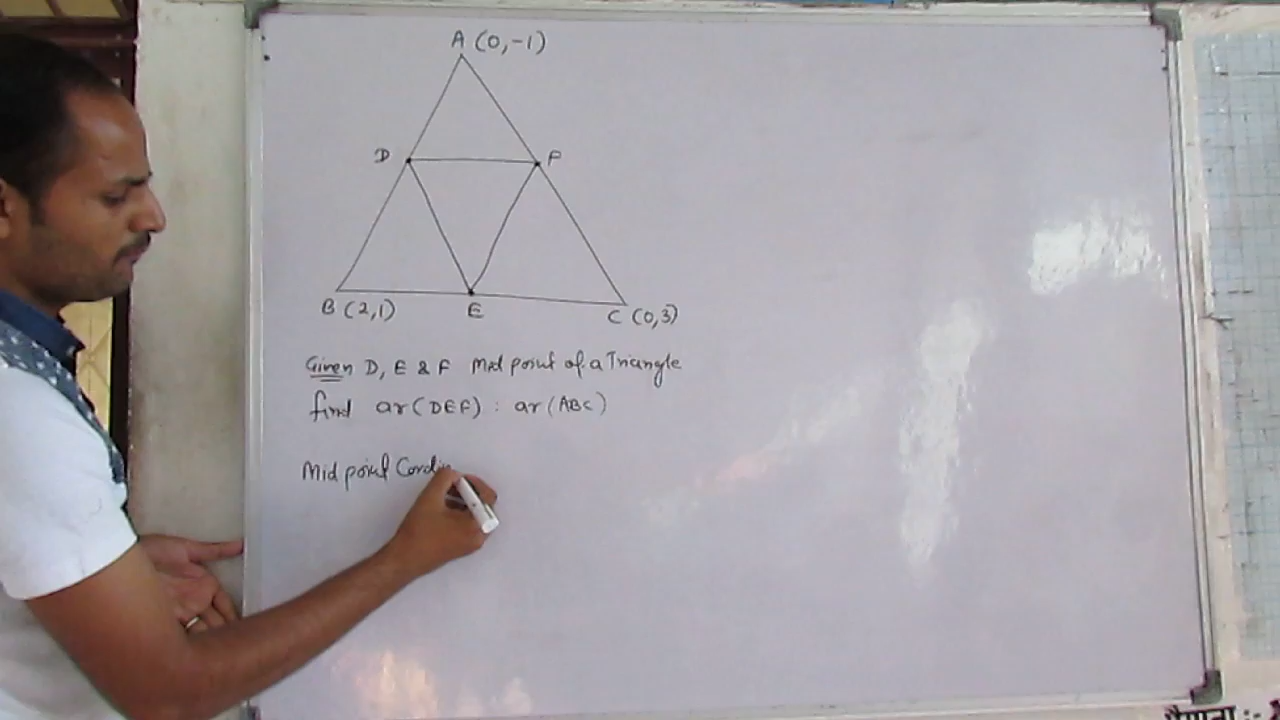 A (0,-1)
D F
B (2,1) E C (0,3)
Given D, E & F Mid point of a Triangle
find ar(DEF) : ar(ABC)
Mid point Cordin